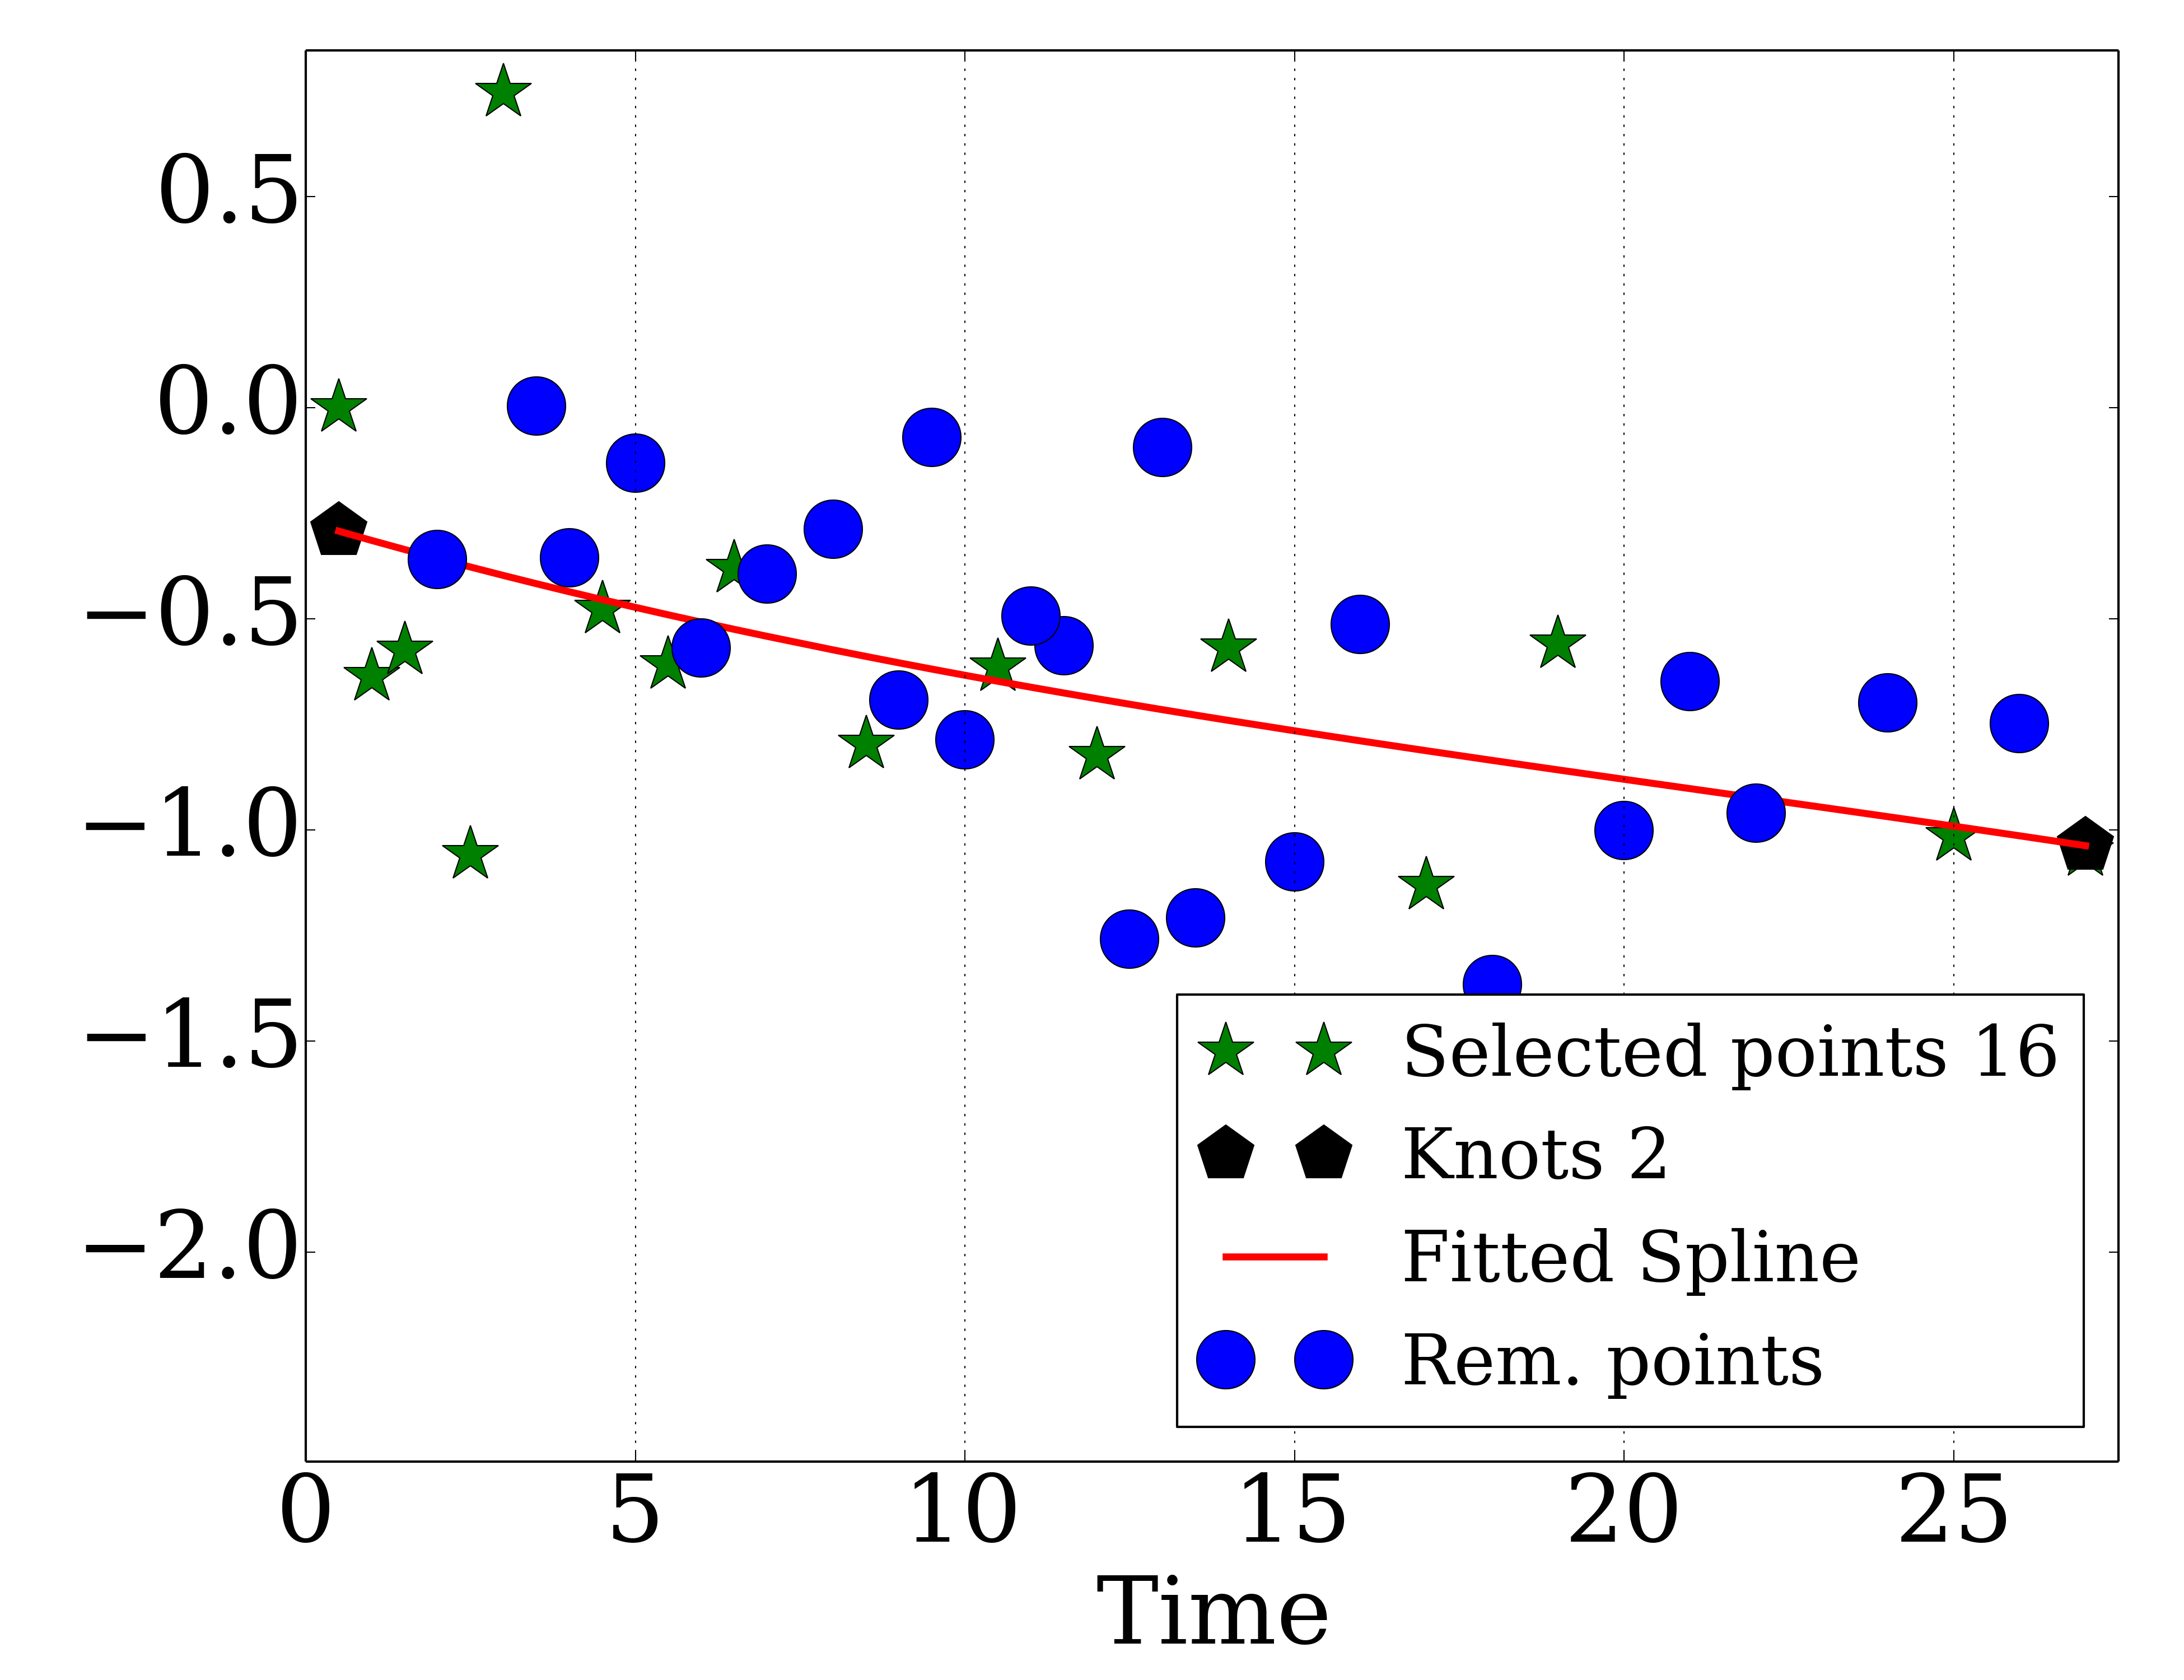 0.5
0.0
−0.5
−1.0
−1.5
−2.0
Selected points 16
Knots 2
Fitted Spline
Rem. points
0 5 10 15 20 25
Time